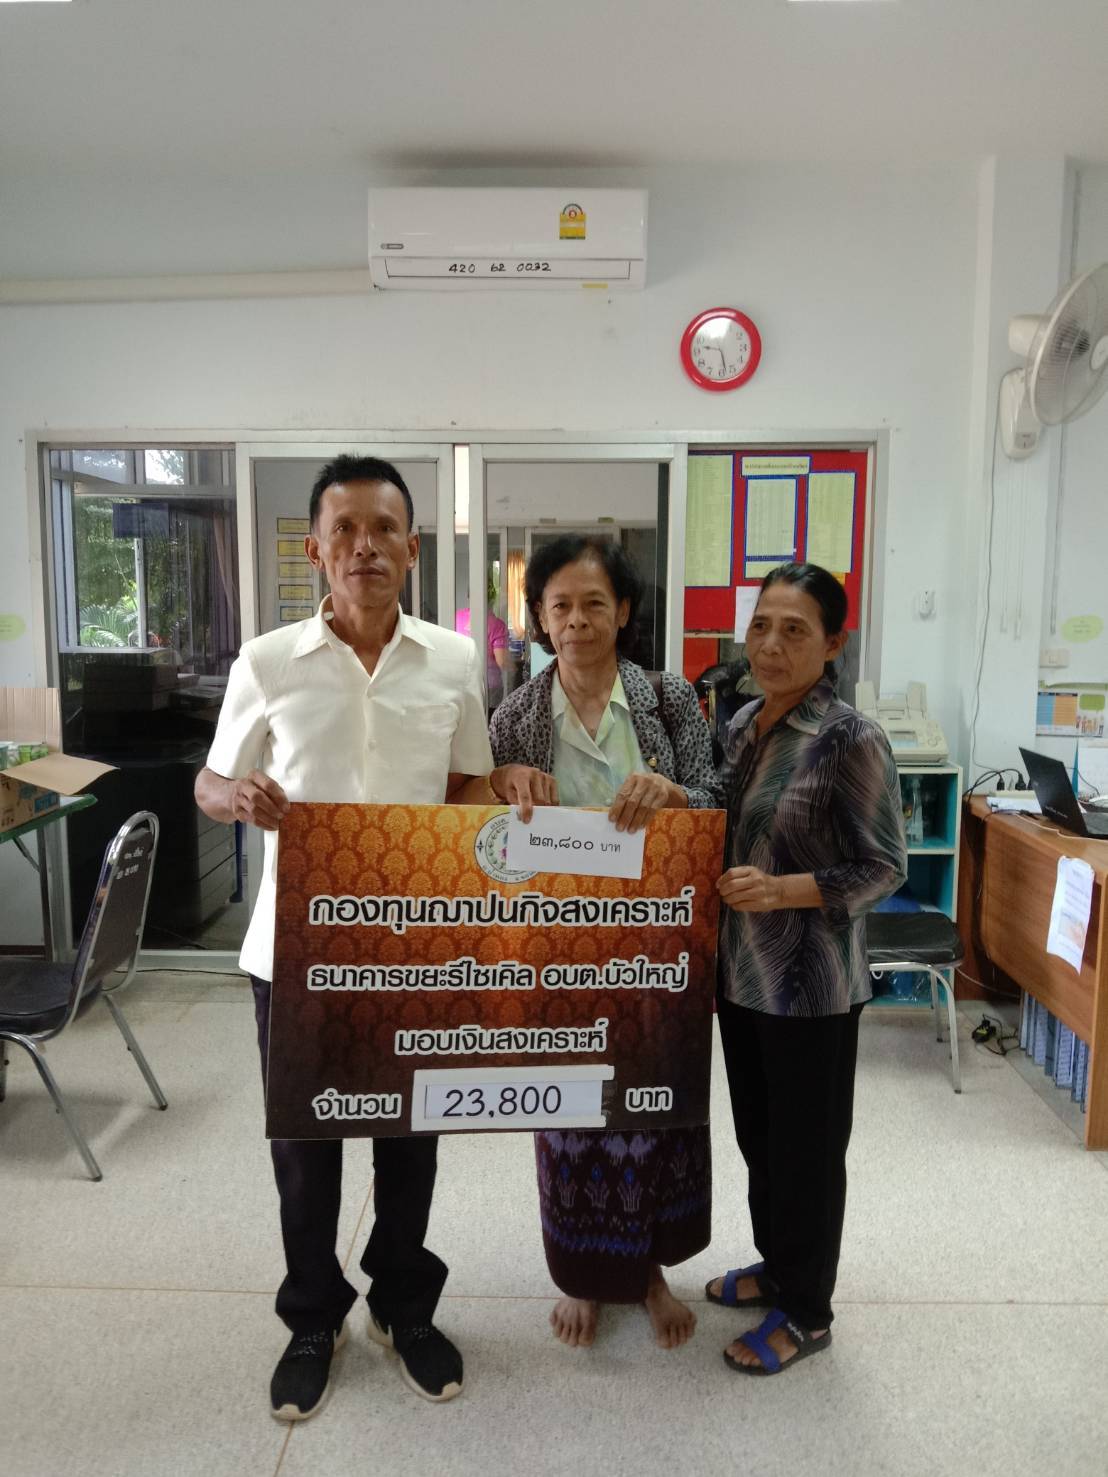 420 62 0032
๒๓,๘๐๐ บาท
กองทุนฌาปนกิจสงเคราะห์
ธนาคารขยะรีไซเคิล อบต.บัวใหญ่
มอบเงินสงเคราะห์
จำนวน 23,800 บาท